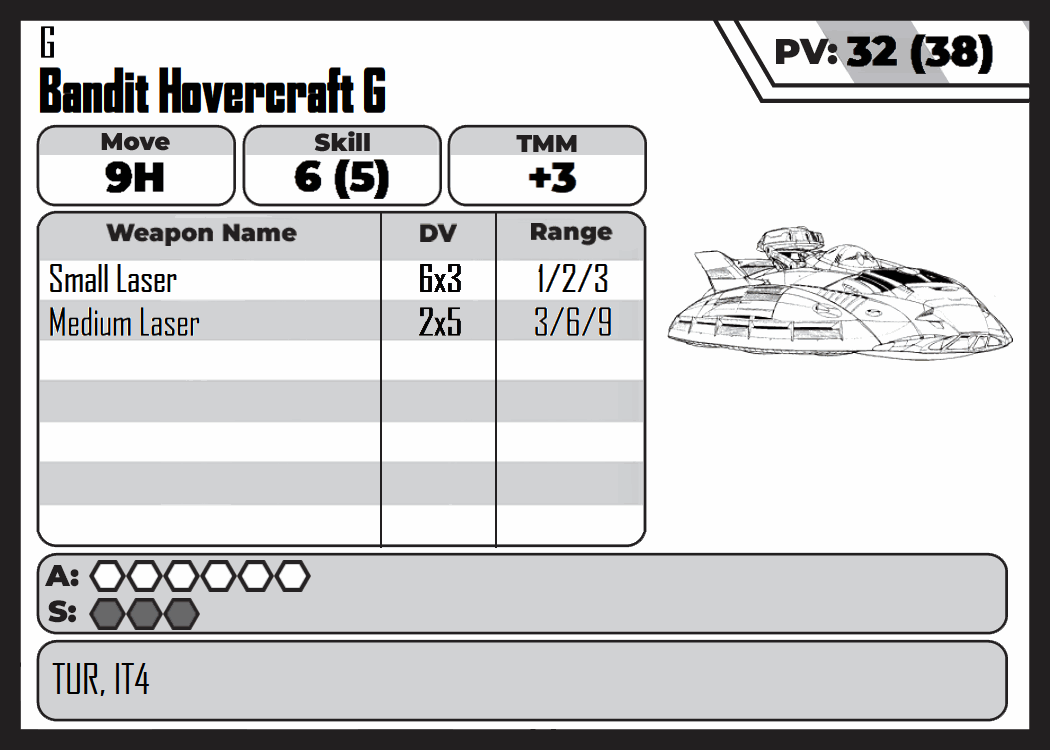 G
Bandit Hovercraft G
PV: 32 (38)
Move Skill TMM
9H 6 (5) +3
Weapon Name DV Range
Small Laser 6x3 1/2/3
Medium Laser 2x5 3/6/9
A:
S:
TUR, IT4